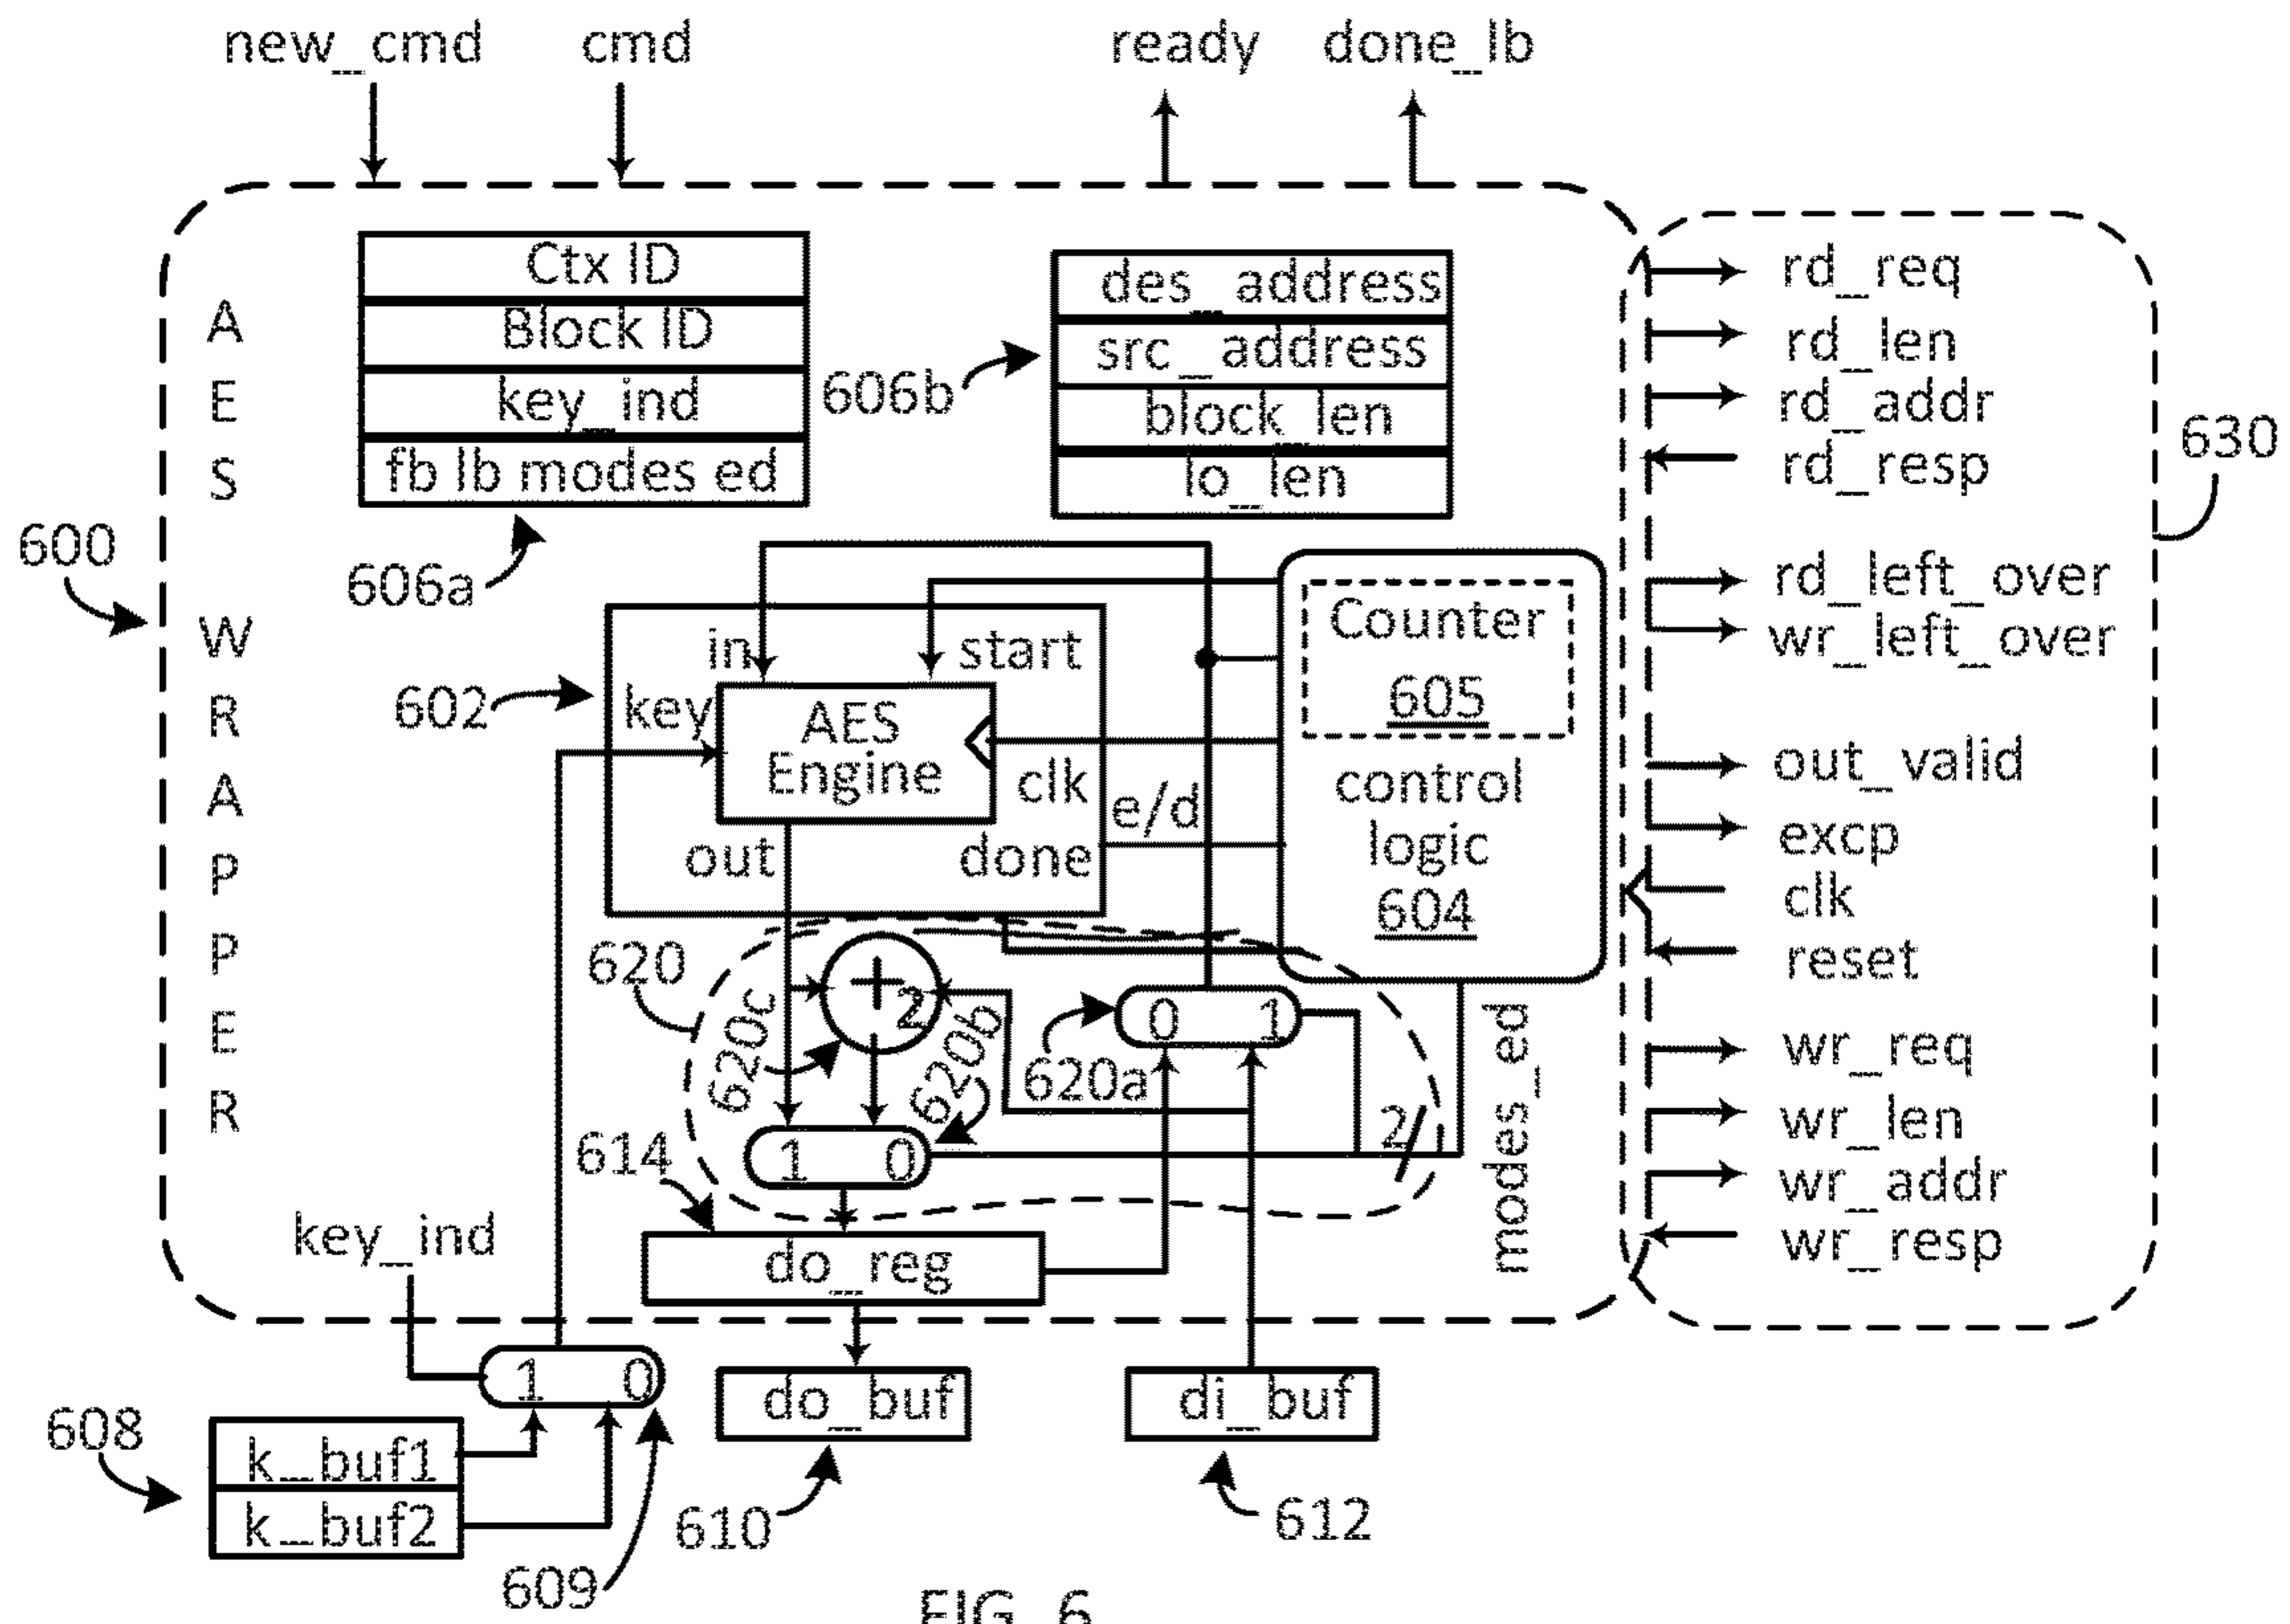 new_cmd
cmd
ready
done_lb
AES WRAPPER
600
Ctx ID
Block ID
key_ind
fb lb modes ed
606a
des_address
src_address
block_len
lo_len
606b
rd_req
rd_len
rd_addr
rd_resp
rd_left_over
wr_left_over
out_valid
excp
clk
reset
wr_req
wr_len
wr_addr
wr_resp
630
in
start
key
AES
Engine
clk
out
done
602
e/d
Counter
605
control
logic
604
620
+
2
620c
620b
620a
0 1
1 0
2
modes_ed
614
do_reg
key_ind
1 0
do_buf
di_buf
608
k_buf1
k_buf2
609
610
612
FIG. 6